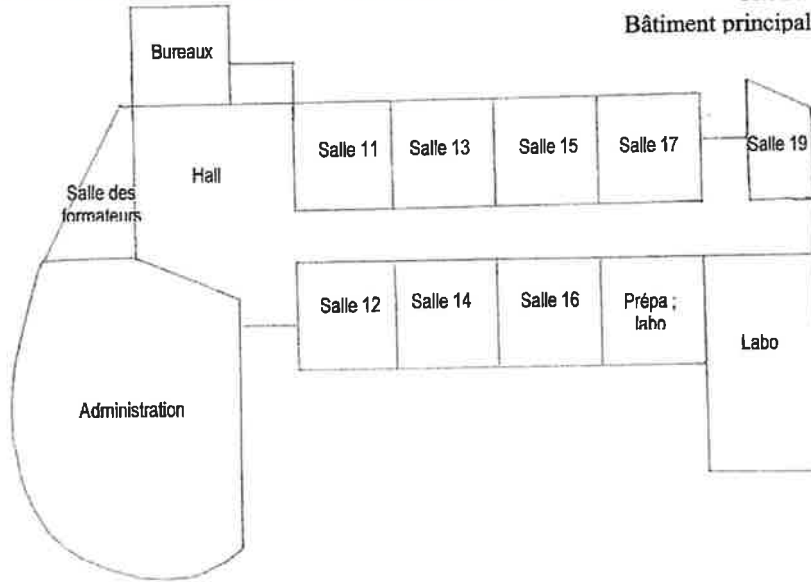 Bâtiment principal
Bureaux
Salle 11
Salle 13
Salle 15
Salle 17
Salle 19
Hall
Salle des
formateurs
Salle 12
Salle 14
Salle 16
Prépa ;
labo
Labo
Administration